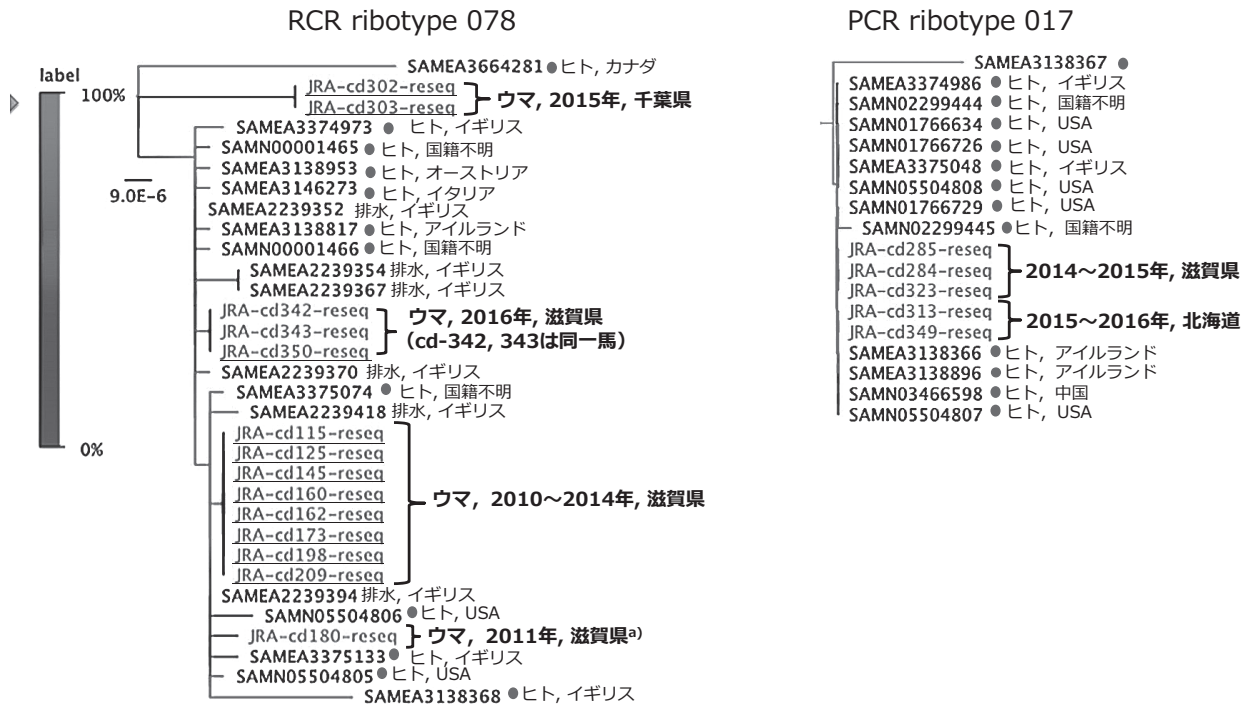 RCR ribotype 078
label
100%
0%
9.0E-6
SAMEA3664281●ヒト, カナダ
JRA-cd302-reseq
JRA-cd303-reseq
ウマ, 2015年, 千葉県
SAMEA3374973 ● ヒト, イギリス
SAMN00001465●ヒト, 国籍不明
SAMEA3138953●ヒト, オーストリア
SAMEA3146273●ヒト, イタリア
SAMEA2239352 排水, イギリス
SAMEA3138817●ヒト, アイルランド
SAMN00001466●ヒト, 国籍不明
SAMEA2239354 排水, イギリス
SAMEA2239367 排水, イギリス
JRA-cd342-reseq
JRA-cd343-reseq
JRA-cd350-reseq
ウマ, 2016年, 滋賀県
（cd-342, 343は同一馬）
SAMEA2239370 排水, イギリス
SAMEA3375074 ●ヒト, 国籍不明
SAMEA2239418 排水, イギリス
JRA-cd115-reseq
JRA-cd125-reseq
JRA-cd145-reseq
JRA-cd160-reseq
JRA-cd162-reseq
JRA-cd173-reseq
JRA-cd198-reseq
JRA-cd209-reseq
ウマ, 2010～2014年, 滋賀県
SAMEA2239394 排水, イギリス
SAMN05504806●ヒト, USA
JRA-cd180-reseq
ウマ, 2011年, 滋賀県a)
SAMEA3375133● ヒト, イギリス
SAMN05504805●ヒト, USA
SAMEA3138368 ●ヒト, イギリス
PCR ribotype 017
SAMEA3138367 ●
SAMEA3374986 ●ヒト, イギリス
SAMN02299444 ●ヒト, 国籍不明
SAMN01766634 ●ヒト, USA
SAMN01766726 ●ヒト, USA
SAMEA3375048 ●ヒト, イギリス
SAMN05504808 ●ヒト, USA
SAMN01766729 ●ヒト, USA
SAMN02299445 ●ヒト, 国籍不明
JRA-cd285-reseq
JRA-cd284-reseq
JRA-cd323-reseq
2014～2015年, 滋賀県
JRA-cd313-reseq
JRA-cd349-reseq
2015～2016年, 北海道
SAMEA3138366 ●ヒト, アイルランド
SAMEA3138896 ●ヒト, アイルランド
SAMN03466598 ●ヒト, 中国
SAMN05504807 ●ヒト, USA